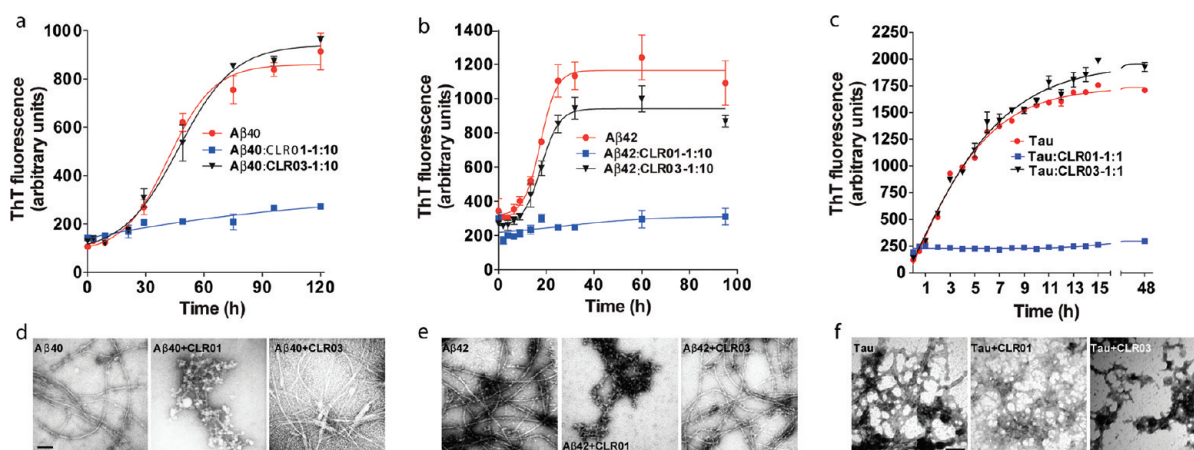 a
ThT fluorescence
(arbitrary units)
1000
800
600
400
200
0
Aβ40
Aβ40:CLR01-1:10
Aβ40:CLR03-1:10
0 30 60 90 120
Time (h)
b
ThT fluorescence
(arbitrary units)
1400
1200
1000
800
600
400
200
0
Aβ42
Aβ42:CLR01-1:10
Aβ42:CLR03-1:10
0 20 40 60 80 100
Time (h)
c
ThT fluorescence
(arbitrary units)
2250
2000
1750
1500
1250
1000
750
500
250
0
Tau
Tau:CLR01-1:1
Tau:CLR03-1:1
1 3 5 7 9 11 13 15 48
Time (h)
d
Aβ40
Aβ40+CLR01
Aβ40+CLR03
e
Aβ42
Aβ42+CLR01
Aβ42+CLR03
f
Tau
Tau+CLR01
Tau+CLR03